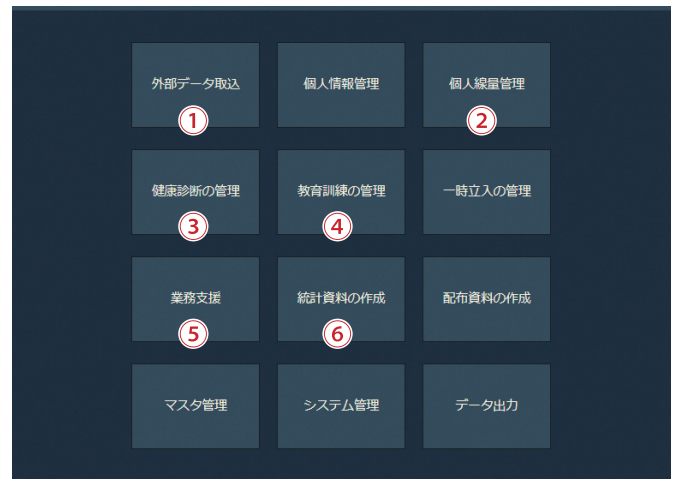 外部データ取込 個人情報管理 個人線量管理
① ②
健康診断の管理 教育訓練の管理 一時立入の管理
③ ④
業務支援 統計資料の作成 配布資料の作成
⑤ ⑥
マスタ管理 システム管理 データ出力